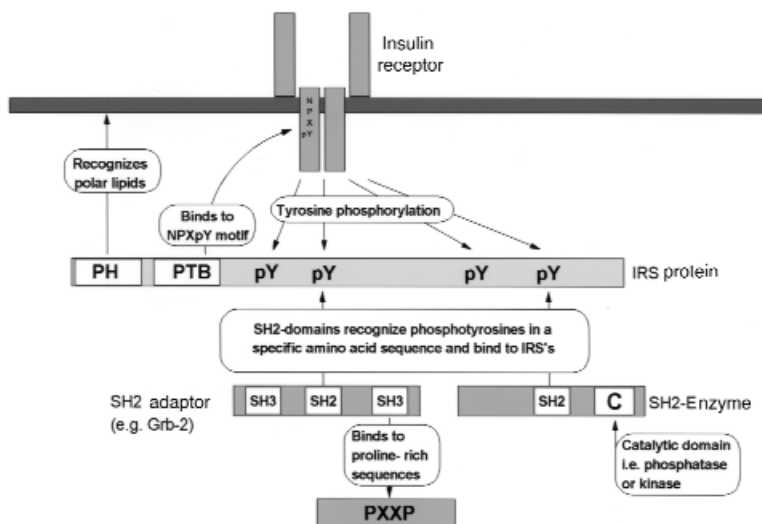 Insulin
receptor
N
P
X
pY
Recognizes
polar lipids
Binds to
NPXpY motif
Tyrosine phosphorylation
PH
PTB
pY
pY
pY
pY
IRS protein
SH2-domains recognize phosphotyrosines in a
specific amino acid sequence and bind to IRS's
SH2 adaptor
(e.g. Grb-2)
SH3
SH2
SH3
SH2
C
SH2-Enzyme
Binds to
proline- rich
sequences
Catalytic domain
i.e. phosphatase
or kinase
PXXP